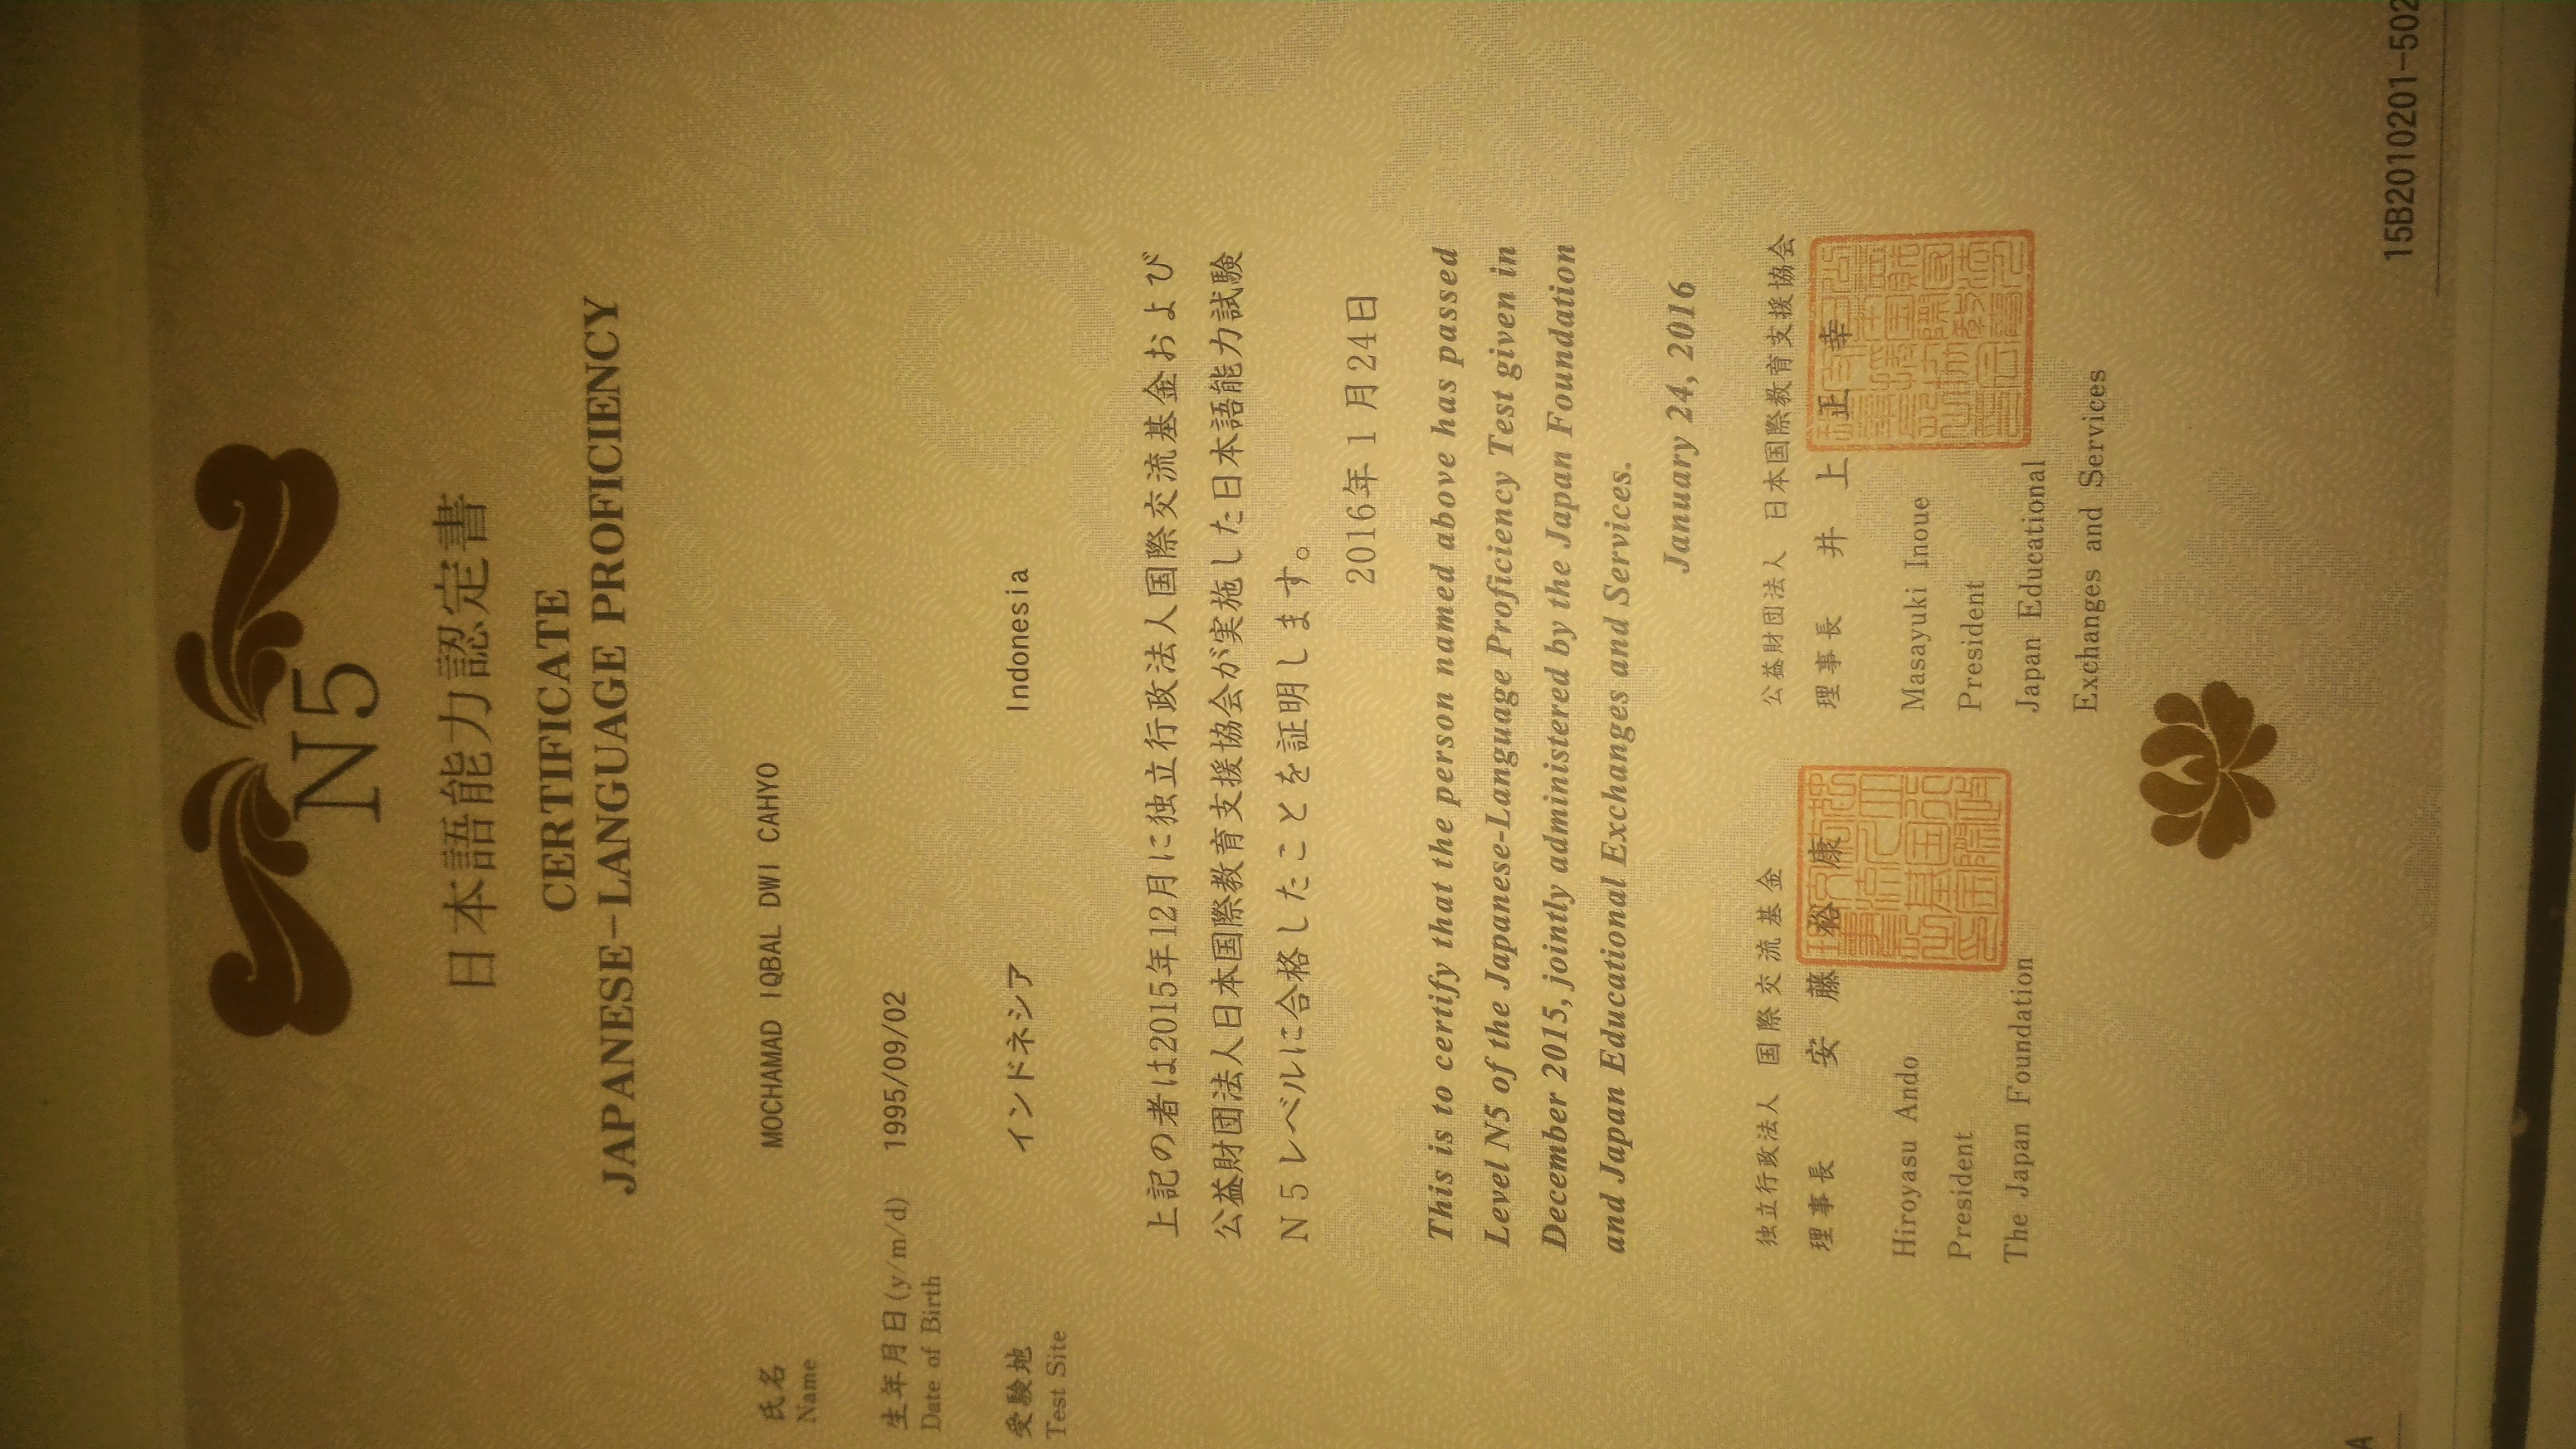 N5
日本語能力認定書
CERTIFICATE
JAPANESE-LANGUAGE PROFICIENCY
氏名 MOCHAMAD IQBAL DWI CAHYO
Name
生年月日(y/m/d) 1995/09/02
Date of Birth
受験地 インドネシア Indonesia
Test Site
上記の者は2015年12月に独立行政法人国際交流基金および
公益財団法人日本国際教育支援協会が実施した日本語能力試験
N5レベルに合格したことを証明します。
2016年1月24日
This is to certify that the person named above has passed
Level N5 of the Japanese-Language Proficiency Test given in
December 2015, jointly administered by the Japan Foundation
and Japan Educational Exchanges and Services.
January 24, 2016
独立行政法人 国際交流基金
理事長 安藤裕康
Hiroyasu Ando
President
The Japan Foundation
公益財団法人 日本国際教育支援協会
理事長 井上正幸
Masayuki Inoue
President
Japan Educational
Exchanges and Services
A
15B2010201-502